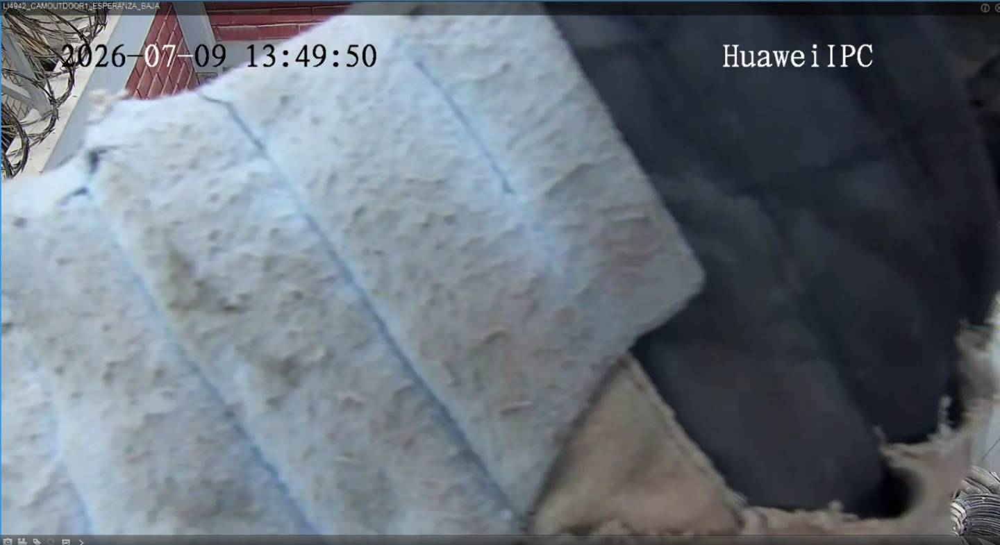 LI4942_CAMOUTDOOR1_ESPERANZA_BAJA
2026-07-09 13:49:50
HuaweiIPC